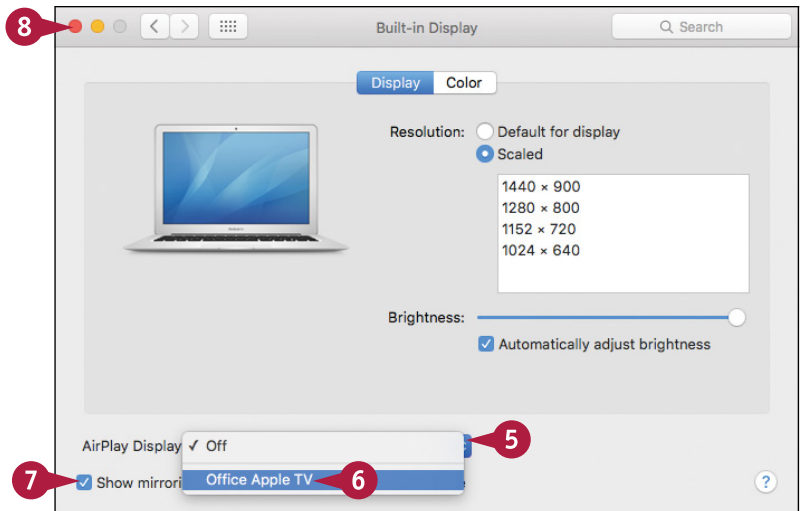 8
Built-in Display
Search
Display Color
Resolution: Default for display
Scaled
1440 × 900
1280 × 800
1152 × 720
1024 × 640
Brightness:
Automatically adjust brightness
AirPlay Display
✓ Off
5
7
Show mirrori
Office Apple TV
6
?